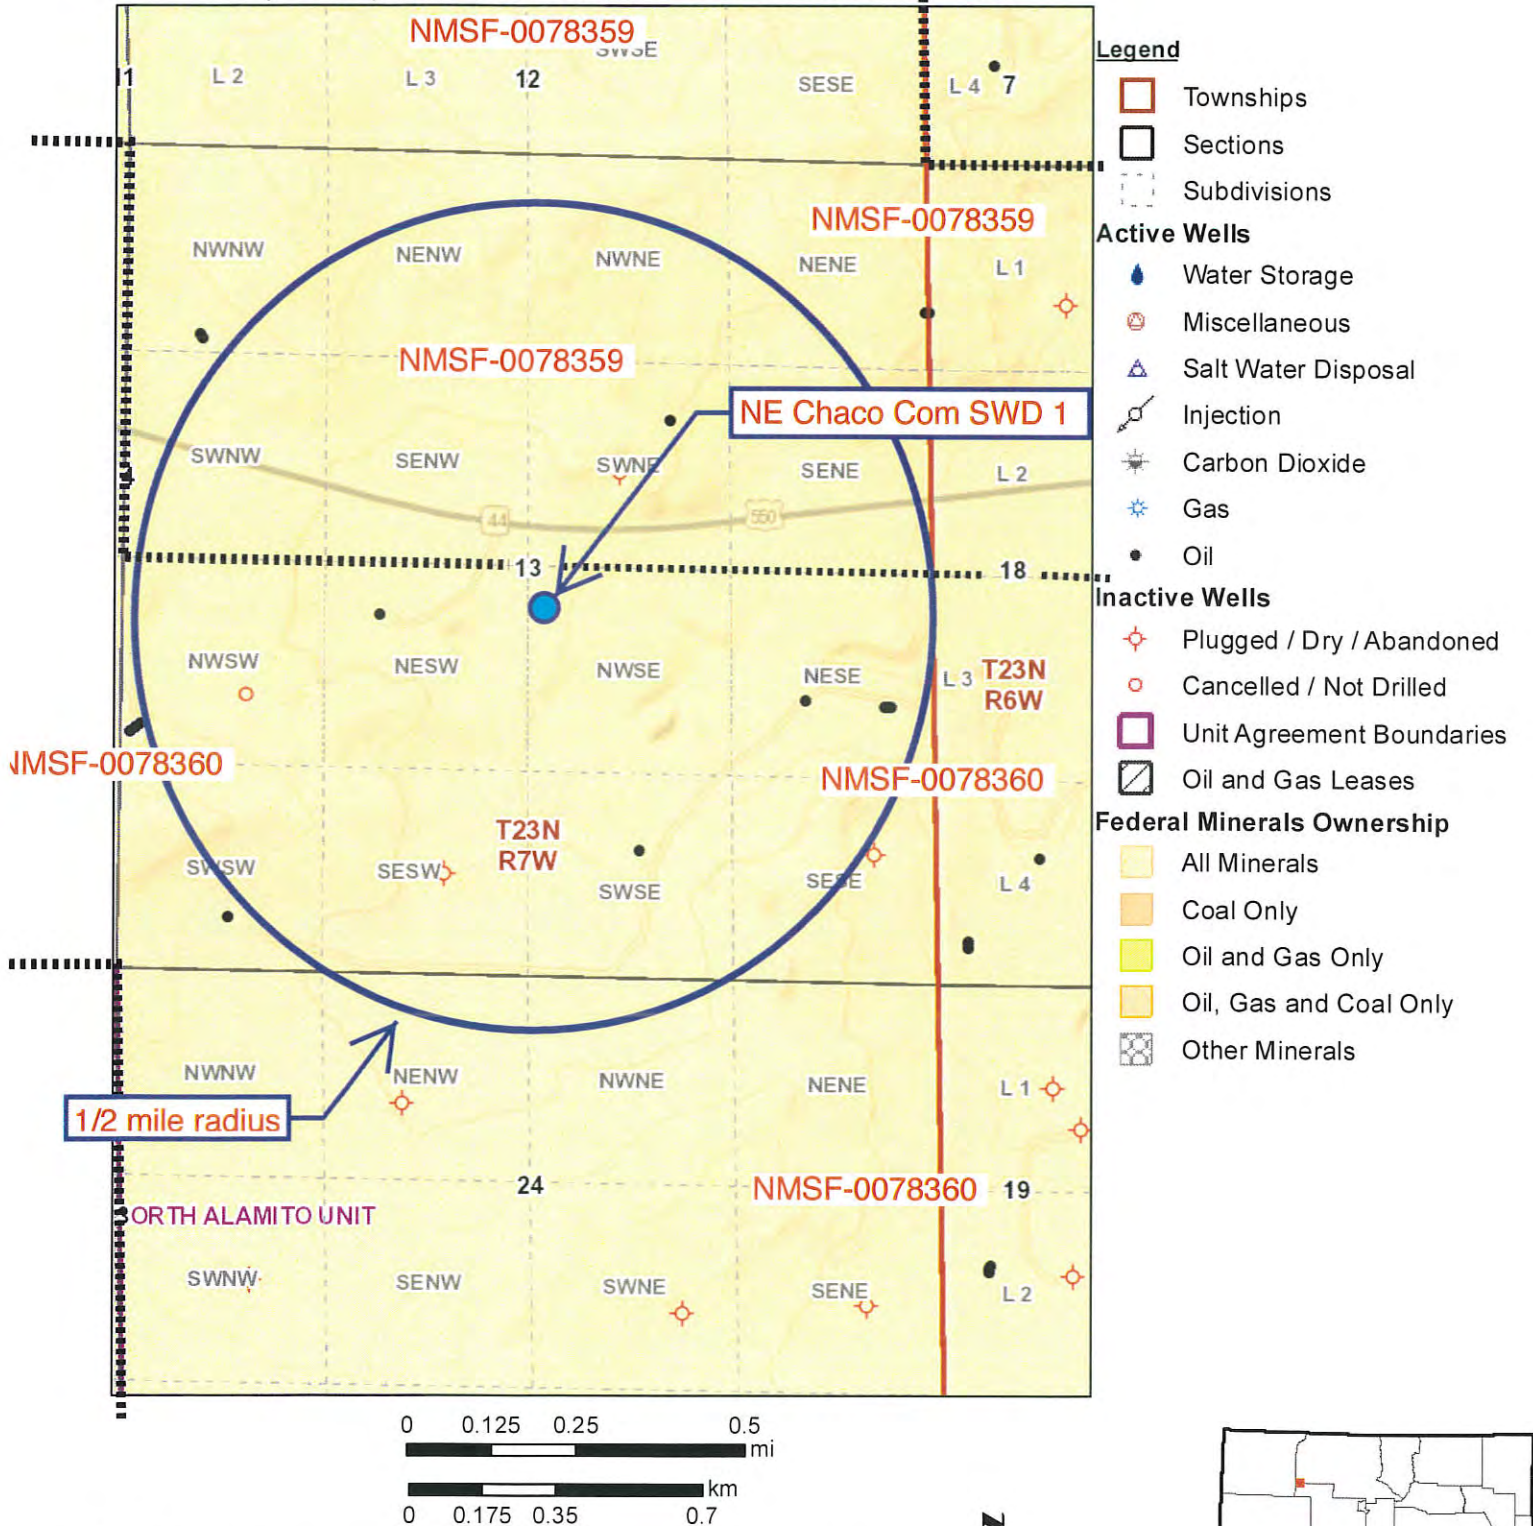 NMSF-0078359
SWSE
11
L 2
L 3
12
SESE
L 4
7
NMSF-0078359
NWNW
NENW
NWNE
NENE
L 1
NMSF-0078359
NE Chaco Com SWD 1
SWNW
SENW
SWNE
SENE
L 2
44
550
13
18
NWSW
NESW
NWSE
NESE
L 3
T23N
R6W
NMSF-0078360
NMSF-0078360
T23N
R7W
SWSW
SESW
SWSE
SESE
L 4
NWNW
NENW
NWNE
NENE
L 1
1/2 mile radius
24
NMSF-0078360
19
ORTH ALAMITO UNIT
SWNW
SENW
SWNE
SENE
L 2
0 0.125 0.25 0.5
mi
km
0 0.175 0.35 0.7
Z
Legend
Townships
Sections
Subdivisions
Active Wells
Water Storage
Miscellaneous
Salt Water Disposal
Injection
Carbon Dioxide
Gas
Oil
Inactive Wells
Plugged / Dry / Abandoned
Cancelled / Not Drilled
Unit Agreement Boundaries
Oil and Gas Leases
Federal Minerals Ownership
All Minerals
Coal Only
Oil and Gas Only
Oil, Gas and Coal Only
Other Minerals